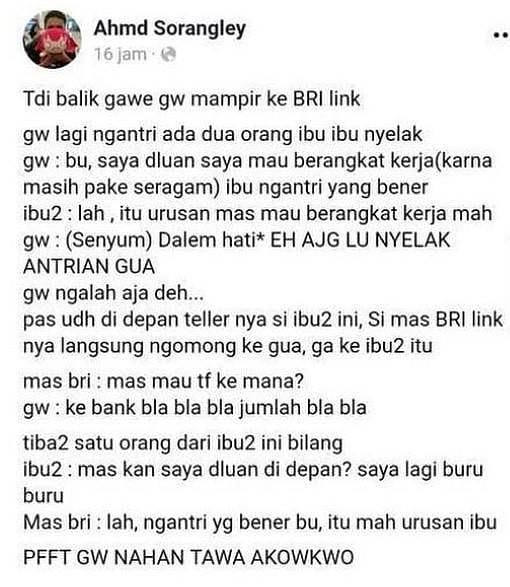 Ahmd Sorangley
16 jam ·
Tdi balik gawe gw mampir ke BRI link
gw lagi ngantri ada dua orang ibu ibu nyelak
gw : bu, saya dluan saya mau berangkat kerja(karna
masih pake seragam) ibu ngantri yang bener
ibu2 : lah , itu urusan mas mau berangkat kerja mah
gw : (Senyum) Dalem hati* EH AJG LU NYELAK
ANTRIAN GUA
gw ngalah aja deh...
pas udh di depan teller nya si ibu2 ini, Si mas BRI link
nya langsung ngomong ke gua, ga ke ibu2 itu
mas bri : mas mau tf ke mana?
gw : ke bank bla bla bla jumlah bla bla
tiba2 satu orang dari ibu2 ini bilang
ibu2 : mas kan saya dluan di depan? saya lagi buru
buru
Mas bri : lah, ngantri yg bener bu, itu mah urusan ibu
PFFT GW NAHAN TAWA AKOWKWO